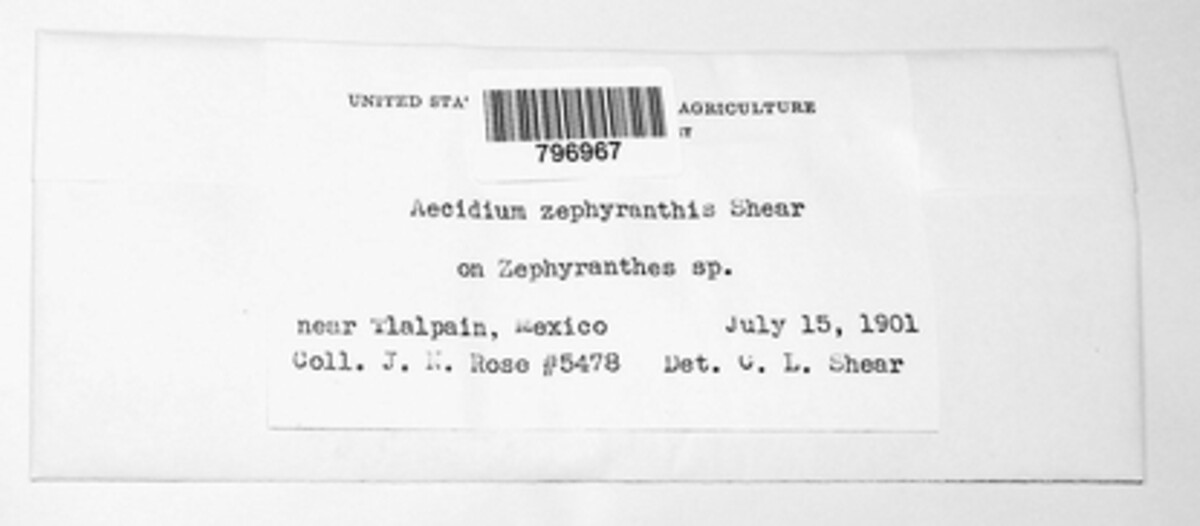 UNITED STA AGRICULTURE
796967
Aecidium zephyranthis Shear
on Zephyranthes sp.
near Tlalpain, Mexico July 15, 1901
Coll. J. N. Rose #5478 Det. C. L. Shear